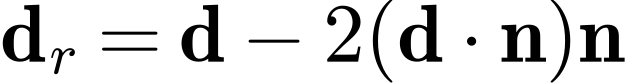 𝐝ᵣ = 𝐝 − 2(𝐝 · 𝐧)𝐧